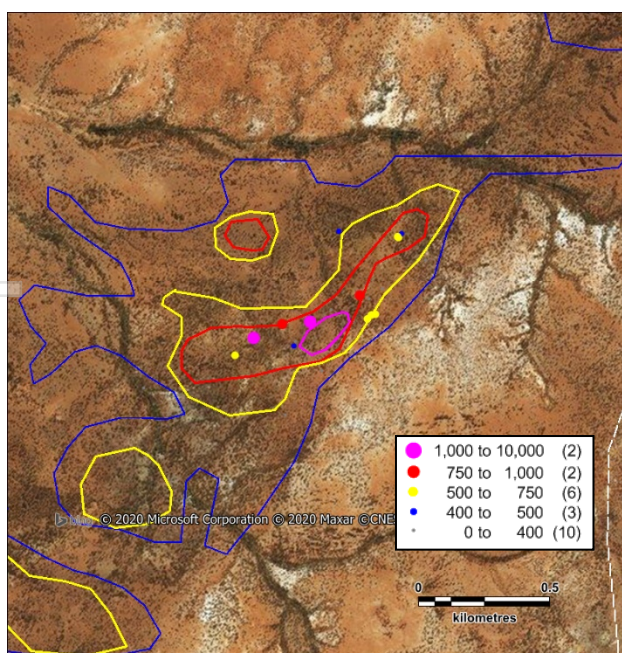 1,000 to 10,000 (2)
750 to 1,000 (2)
500 to 750 (6)
400 to 500 (3)
0 to 400 (10)
© 2020 Microsoft Corporation © 2020 Maxar © CNES
0 0.5
kilometres